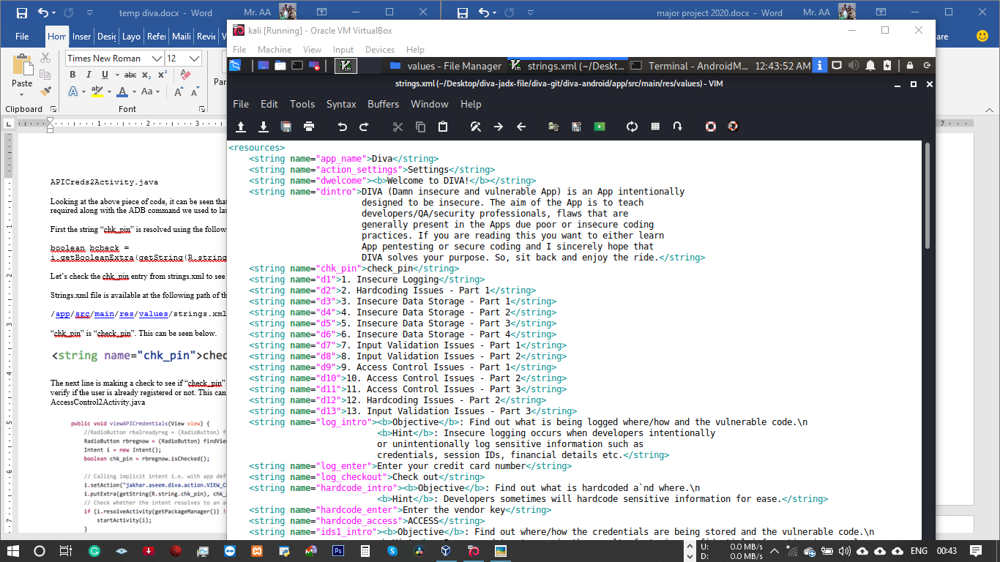 temp diva.docx - Word
Mr. AA
major project 2020.docx - Word
Mr. AA
File
Hom
Inser
Desig
Layo
Refer
Maili
Revie
Times New Roman
12
Paste
Clipboard
Font
kali [Running] - Oracle VM VirtualBox
File Machine View Input Devices Help
values - File Manager
strings.xml (~/Deskt...
Terminal - AndroidM...
12:43:52 AM
strings.xml (~/Desktop/diva-jadx-file/diva-git/diva-android/app/src/main/res/values) - VIM
File Edit Tools Syntax Buffers Window Help
<resources>
<string name="app_name">Diva</string>
<string name="action_settings">Settings</string>
<string name="dwelcome"><b>Welcome to DIVA!</b></string>
<string name="dintro">DIVA (Damn insecure and vulnerable App) is an App intentionally
designed to be insecure. The aim of the App is to teach
developers/QA/security professionals, flaws that are
generally present in the Apps due poor or insecure coding
practices. If you are reading this you want to either learn
App pentesting or secure coding and I sincerely hope that
DIVA solves your purpose. So, sit back and enjoy the ride.</string>
<string name="chk_pin">check_pin</string>
<string name="d1">1. Insecure Logging</string>
<string name="d2">2. Hardcoding Issues - Part 1</string>
<string name="d3">3. Insecure Data Storage - Part 1</string>
<string name="d4">4. Insecure Data Storage - Part 2</string>
<string name="d5">5. Insecure Data Storage - Part 3</string>
<string name="d6">6. Insecure Data Storage - Part 4</string>
<string name="d7">7. Input Validation Issues - Part 1</string>
<string name="d8">8. Input Validation Issues - Part 2</string>
<string name="d9">9. Access Control Issues - Part 1</string>
<string name="d10">10. Access Control Issues - Part 2</string>
<string name="d11">11. Access Control Issues - Part 3</string>
<string name="d12">12. Hardcoding Issues - Part 2</string>
<string name="d13">13. Input Validation Issues - Part 3</string>
<string name="log_intro"><b>Objective</b>: Find out what is being logged where/how and the vulnerable code.\n
<b>Hint</b>: Insecure logging occurs when developers intentionally
or unintentionally log sensitive information such as
credentials, session IDs, financial details etc.</string>
<string name="log_enter">Enter your credit card number</string>
<string name="log_checkout">Check out</string>
<string name="hardcode_intro"><b>Objective</b>: Find out what is hardcoded a`nd where.\n
<b>Hint</b>: Developers sometimes will hardcode sensitive information for ease.</string>
<string name="hardcode_enter">Enter the vendor key</string>
<string name="hardcode_access">ACCESS</string>
<string name="ids1_intro"><b>Objective</b>: Find out where/how the credentials are being stored and the vulnerable code.\n
APICreds2Activity.java
Looking at the above piece of code, it can be seen that
required along with the ADB command we used to lau
First the string “chk_pin” is resolved using the followi
boolean bcheck =
i.getBooleanExtra(getString(R.string
Let’s check the chk_pin entry from strings.xml to see
Strings.xml file is available at the following path of th
/app/src/main/res/values/strings.xml
“chk_pin” is “check_pin”. This can be seen below.
<string name="chk_pin">chec
The next line is making a check to see if “check_pin”
verify if the user is already registered or not. This can
AccessControl2Activity.java
public void viewAPICredentials(View view) {
//RadioButton rbalreadyreg = (RadioButton) f
RadioButton rbregnow = (RadioButton) findVie
Intent i = new Intent();
boolean chk_pin = rbregnow.isChecked();
// Calling implicit intent i.e. with app def
i.setAction("jakhar.aseem.diva.action.VIEW_C
i.putExtra(getString(R.string.chk_pin), chk_
// Check whether the intent resolves to an a
if (i.resolveActivity(getPackageManager()) !
startActivity(i);
}
U: 0.0 MB/s
D: 0.0 MB/s
ENG
00:43